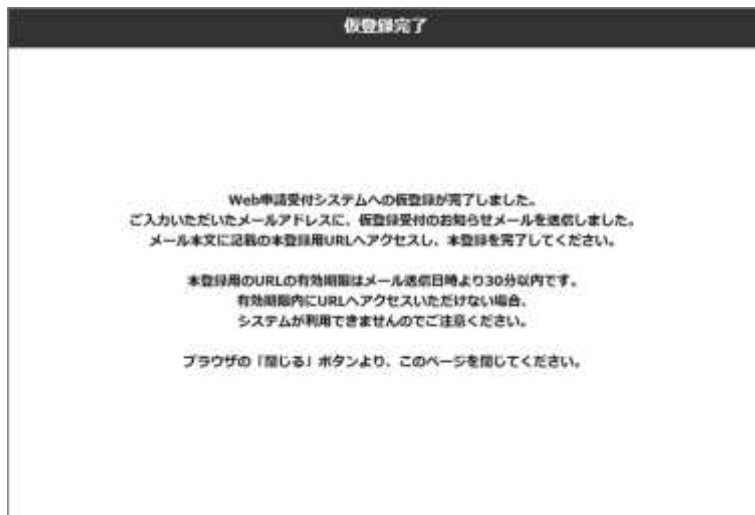 仮登録完了
Web申請受付システムへの仮登録が完了しました。
ご入力いただいたメールアドレスに、仮登録受付のお知らせメールを送信しました。
メール本文に記載の本登録用URLへアクセスし、本登録を完了してください。
本登録用のURLの有効期限はメール送信日時より30分以内です。
有効期限内にURLへアクセスいただけない場合、
システムが利用できませんのでご注意ください。
ブラウザの「閉じる」ボタンより、このページを閉じてください。